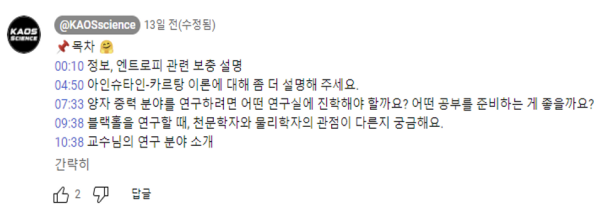 KAOS
SCIENCE
@KAOSscience 13일 전(수정됨)
📌목차 🤗
00:10 정보, 엔트로피 관련 보충 설명
04:50 아인슈타인-카르탕 이론에 대해 좀 더 설명해 주세요.
07:33 양자 중력 분야를 연구하려면 어떤 연구실에 진학해야 할까요? 어떤 공부를 준비하는 게 좋을까요?
09:38 블랙홀을 연구할 때, 천문학자와 물리학자의 관점이 다른지 궁금해요.
10:38 교수님의 연구 분야 소개
간략히
2 답글